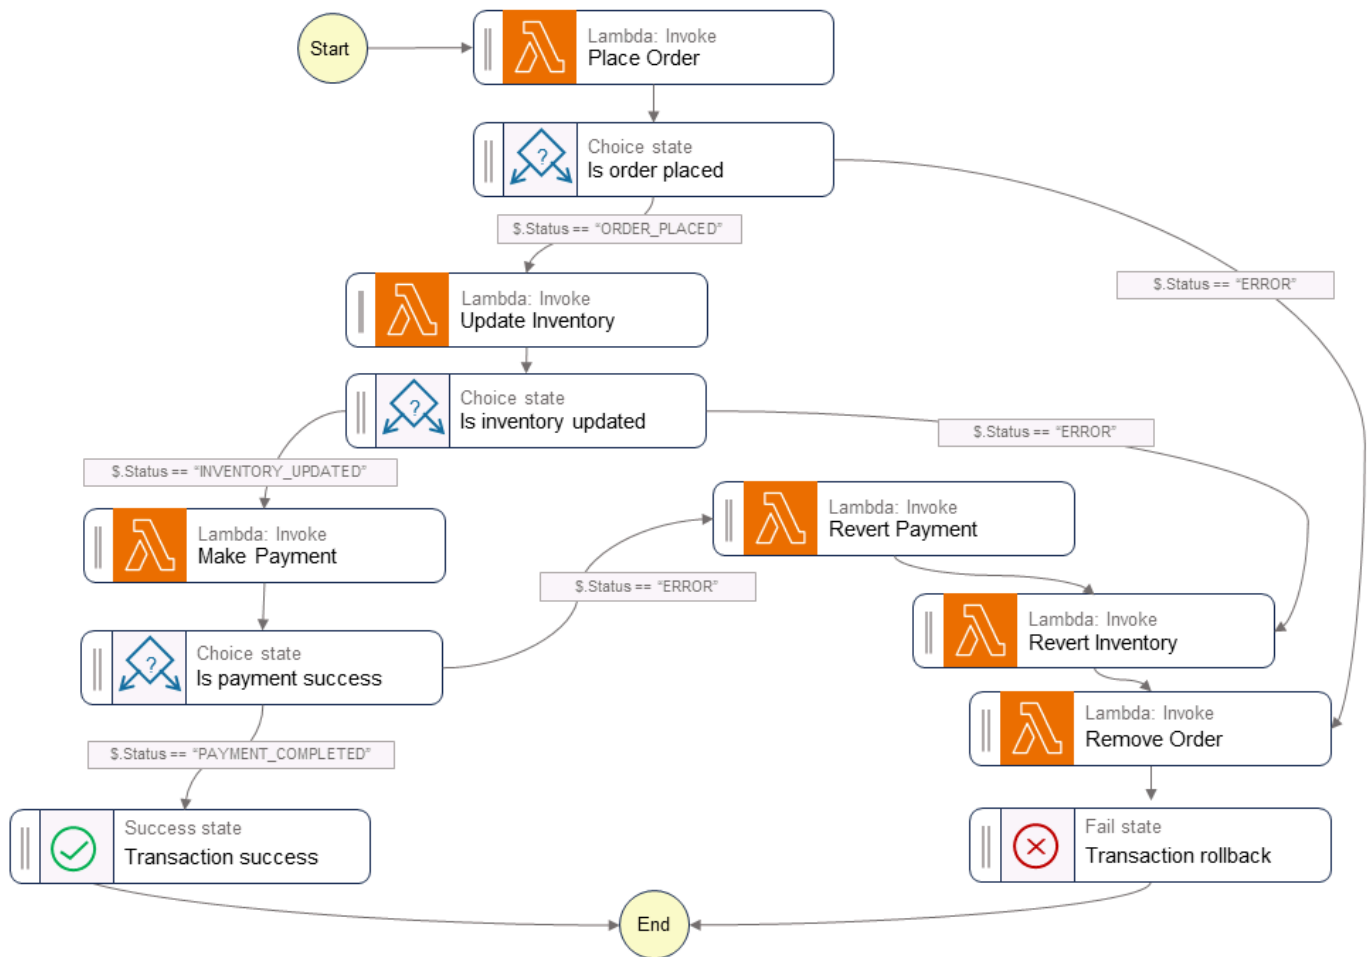 Start
Lambda: Invoke
Place Order
Choice state
Is order placed
$.Status == “ORDER_PLACED”
$.Status == “ERROR”
Lambda: Invoke
Update Inventory
Choice state
Is inventory updated
$.Status == “ERROR”
$.Status == “INVENTORY_UPDATED”
Lambda: Invoke
Revert Payment
Lambda: Invoke
Make Payment
$.Status == “ERROR”
Lambda: Invoke
Revert Inventory
Choice state
Is payment success
Lambda: Invoke
Remove Order
$.Status == “PAYMENT_COMPLETED”
Success state
Transaction success
Fail state
Transaction rollback
End